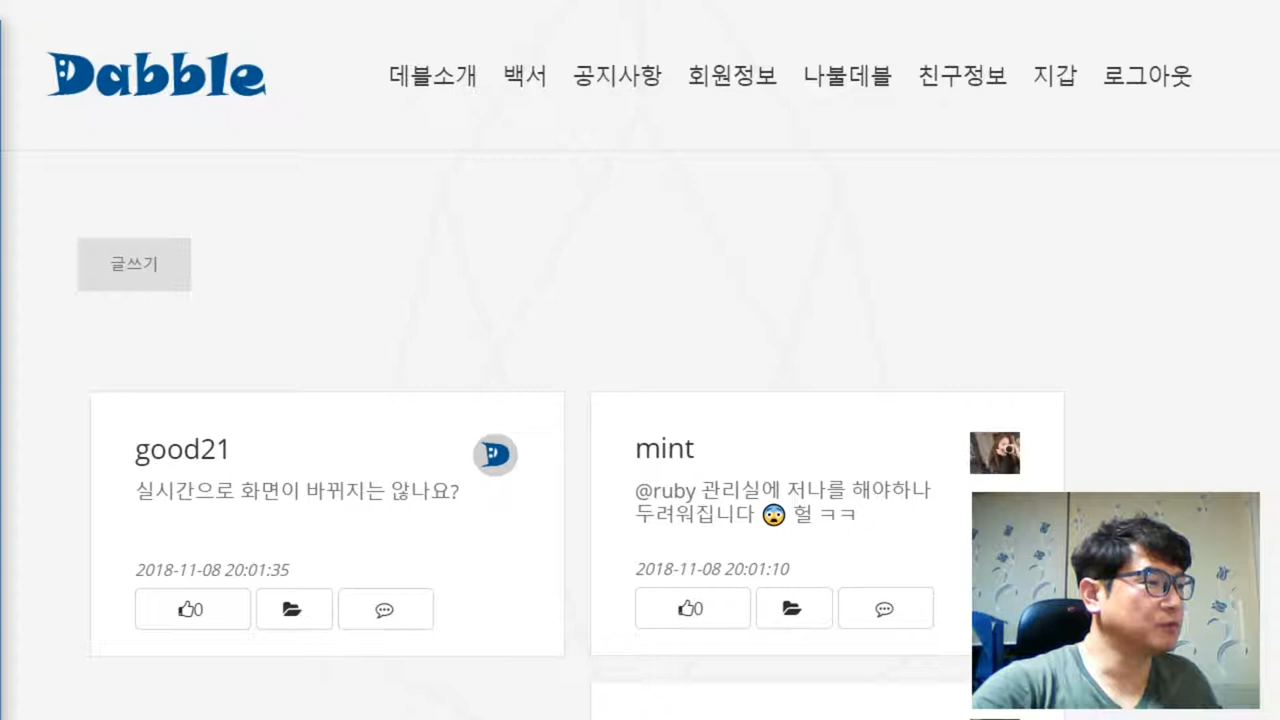 Dabble
데블소개 백서 공지사항 회원정보 나불데블 친구정보 지갑 로그아웃
글쓰기
good21
실시간으로 화면이 바뀌지는 않나요?
2018-11-08 20:01:35
0
mint
@ruby 관리실에 저나를 해야하나
두려워집니다 😨 헐 ㅋㅋ
2018-11-08 20:01:10
0